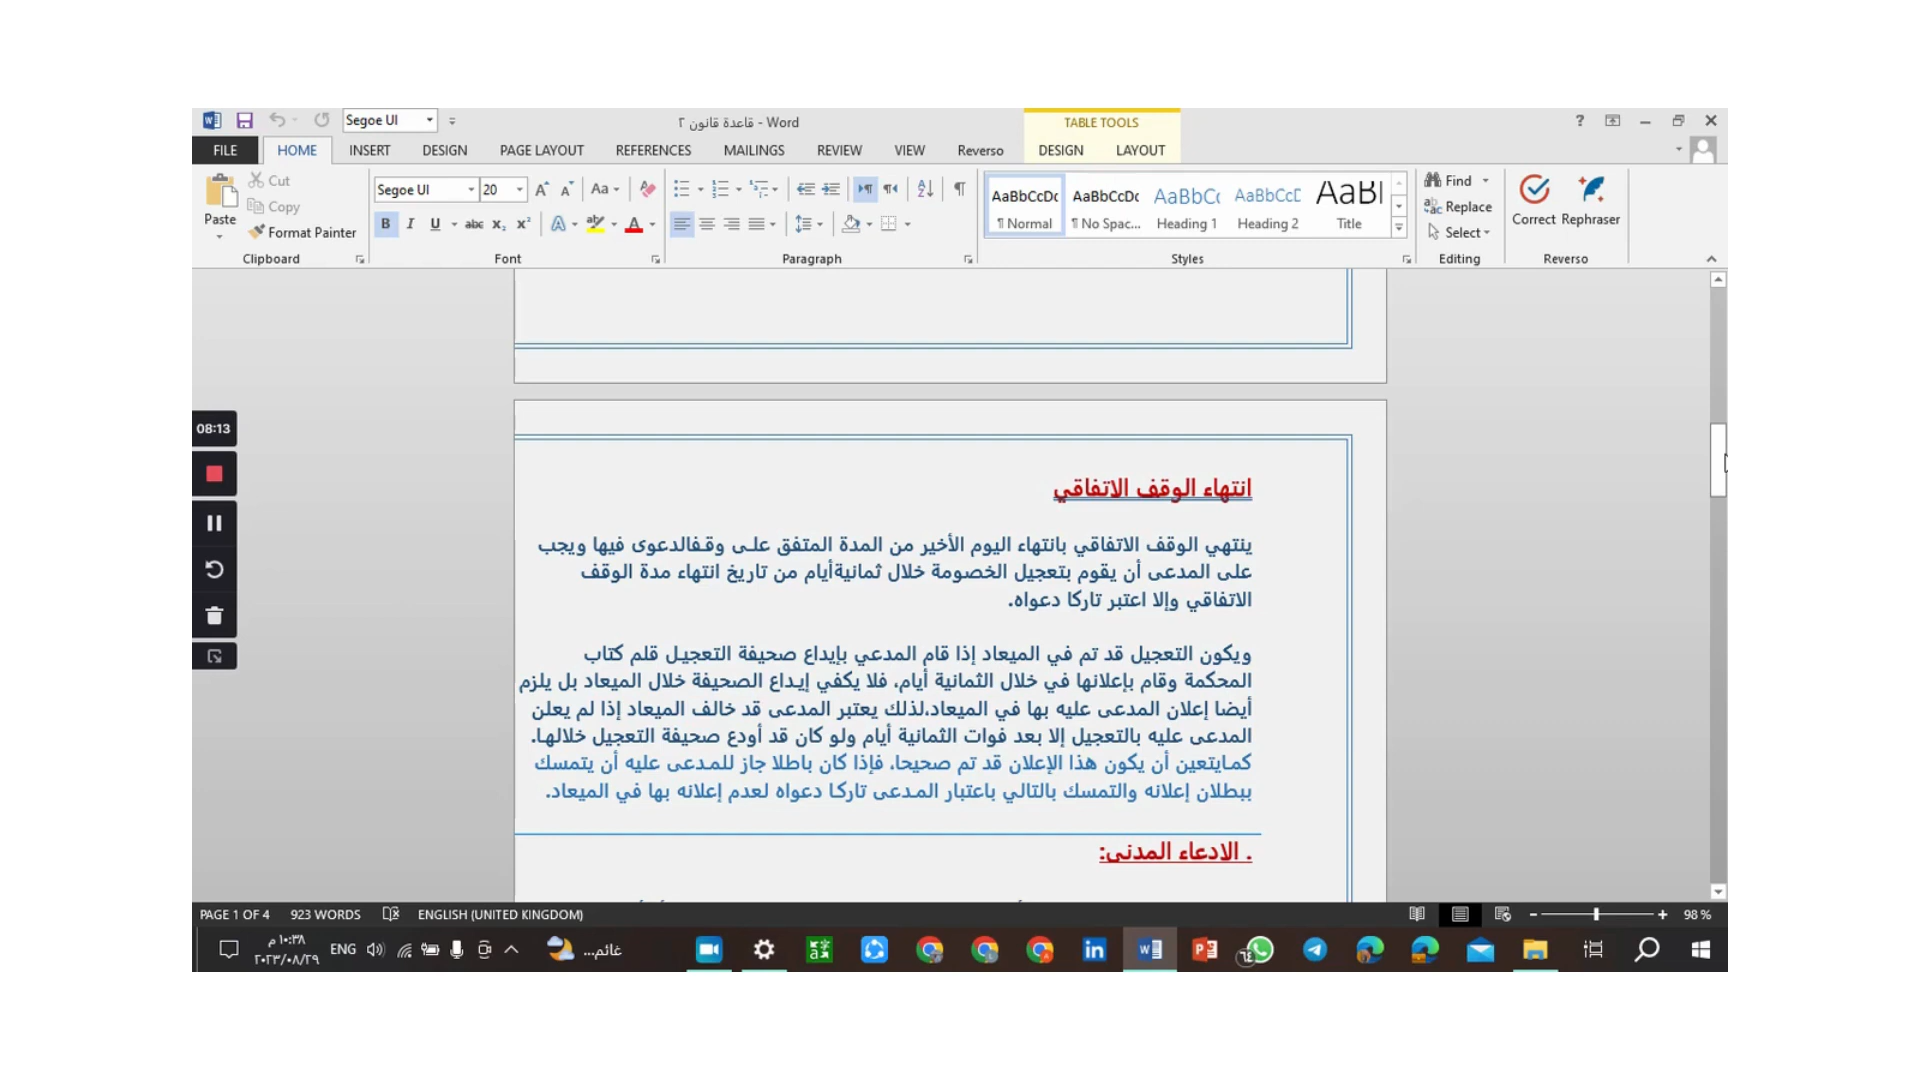 Segoe UI
قاعدة قانون ٢ - Word
TABLE TOOLS
?
FILE
HOME
INSERT
DESIGN
PAGE LAYOUT
REFERENCES
MAILINGS
REVIEW
VIEW
Reverso
DESIGN
LAYOUT
Paste
Cut
Copy
Format Painter
Clipboard
Segoe UI
20
Font
Paragraph
AaBbCcDc
¶ Normal
AaBbCcDc
¶ No Spac...
AaBbCc
Heading 1
AaBbCcD
Heading 2
AaBl
Title
Styles
Find
Replace
Select
Editing
Correct
Rephraser
Reverso
08:13
انتهاء الوقف الاتفاقي
ينتهي الوقف الاتفاقي بانتهاء اليوم الأخير من المدة المتفق على وقفالدعوى فيها ويجب
على المدعى أن يقوم بتعجيل الخصومة خلال ثمانيةأيام من تاريخ انتهاء مدة الوقف
الاتفاقي وإلا اعتبر تاركا دعواه.
ويكون التعجيل قد تم في الميعاد إذا قام المدعي بإيداع صحيفة التعجيل قلم كتاب
المحكمة وقام بإعلانها في خلال الثمانية أيام، فلا يكفي إيداع الصحيفة خلال الميعاد بل يلزم
أيضا إعلان المدعى عليه بها في الميعاد،لذلك يعتبر المدعى قد خالف الميعاد إذا لم يعلن
المدعى عليه بالتعجيل إلا بعد فوات الثمانية أيام ولو كان قد أودع صحيفة التعجيل خلالها.
كمايتعين أن يكون هذا الإعلان قد تم صحيحا، فإذا كان باطلا جاز للمدعى عليه أن يتمسك
ببطلان إعلانه والتمسك بالتالي باعتبار المدعى تاركا دعواه لعدم إعلانه بها في الميعاد.
. الادعاء المدنى:
PAGE 1 OF 4
923 WORDS
ENGLISH (UNITED KINGDOM)
98 %
١٠:٣٨ م
٢٠٢٣/٠٨/٢٩
ENG
غائم...